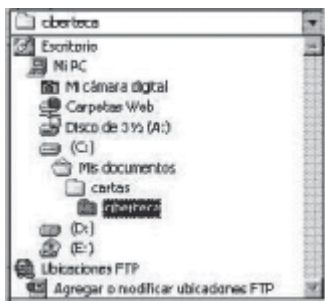 ciberteca
Escritorio
Mi PC
Mi cámara digital
Carpetas Web
Disco de 3½ (A:)
(C:)
Mis documentos
cartas
ciberteca
(D:)
(E:)
Ubicaciones FTP
Agregar o modificar ubicaciones FTP